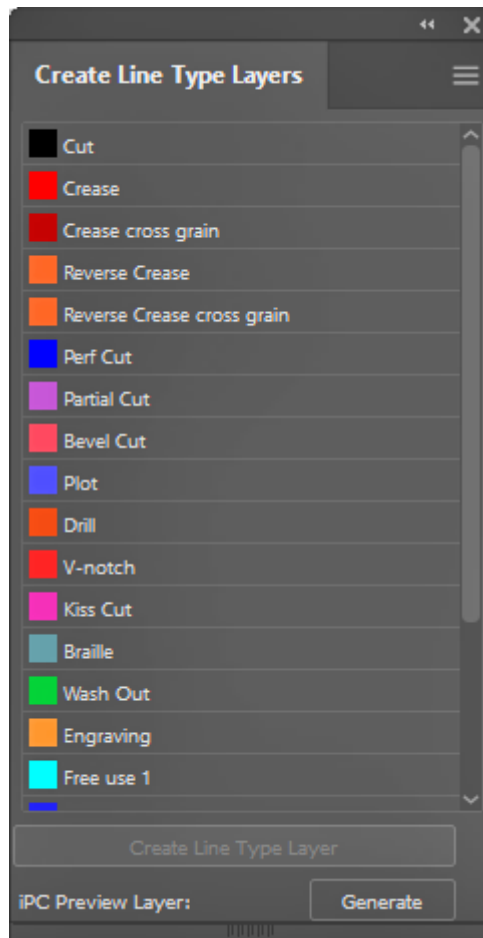 Create Line Type Layers
Cut
Crease
Crease cross grain
Reverse Crease
Reverse Crease cross grain
Perf Cut
Partial Cut
Bevel Cut
Plot
Drill
V-notch
Kiss Cut
Braille
Wash Out
Engraving
Free use 1
Create Line Type Layer
iPC Preview Layer: Generate